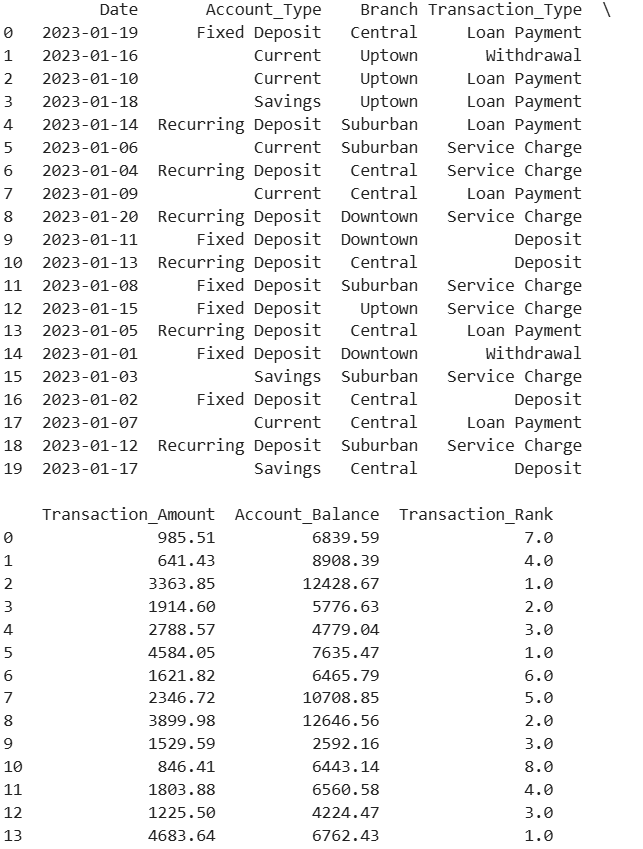 Date Account_Type Branch Transaction_Type \
0 2023-01-19 Fixed Deposit Central Loan Payment
1 2023-01-16 Current Uptown Withdrawal
2 2023-01-10 Current Uptown Loan Payment
3 2023-01-18 Savings Uptown Loan Payment
4 2023-01-14 Recurring Deposit Suburban Loan Payment
5 2023-01-06 Current Suburban Service Charge
6 2023-01-04 Recurring Deposit Central Service Charge
7 2023-01-09 Current Central Loan Payment
8 2023-01-20 Recurring Deposit Downtown Service Charge
9 2023-01-11 Fixed Deposit Downtown Deposit
10 2023-01-13 Recurring Deposit Central Deposit
11 2023-01-08 Fixed Deposit Suburban Service Charge
12 2023-01-15 Fixed Deposit Uptown Service Charge
13 2023-01-05 Recurring Deposit Central Loan Payment
14 2023-01-01 Fixed Deposit Downtown Withdrawal
15 2023-01-03 Savings Suburban Service Charge
16 2023-01-02 Fixed Deposit Central Deposit
17 2023-01-07 Current Central Loan Payment
18 2023-01-12 Recurring Deposit Suburban Service Charge
19 2023-01-17 Savings Central Deposit
Transaction_Amount Account_Balance Transaction_Rank
0 985.51 6839.59 7.0
1 641.43 8908.39 4.0
2 3363.85 12428.67 1.0
3 1914.60 5776.63 2.0
4 2788.57 4779.04 3.0
5 4584.05 7635.47 1.0
6 1621.82 6465.79 6.0
7 2346.72 10708.85 5.0
8 3899.98 12646.56 2.0
9 1529.59 2592.16 3.0
10 846.41 6443.14 8.0
11 1803.88 6560.58 4.0
12 1225.50 4224.47 3.0
13 4683.64 6762.43 1.0